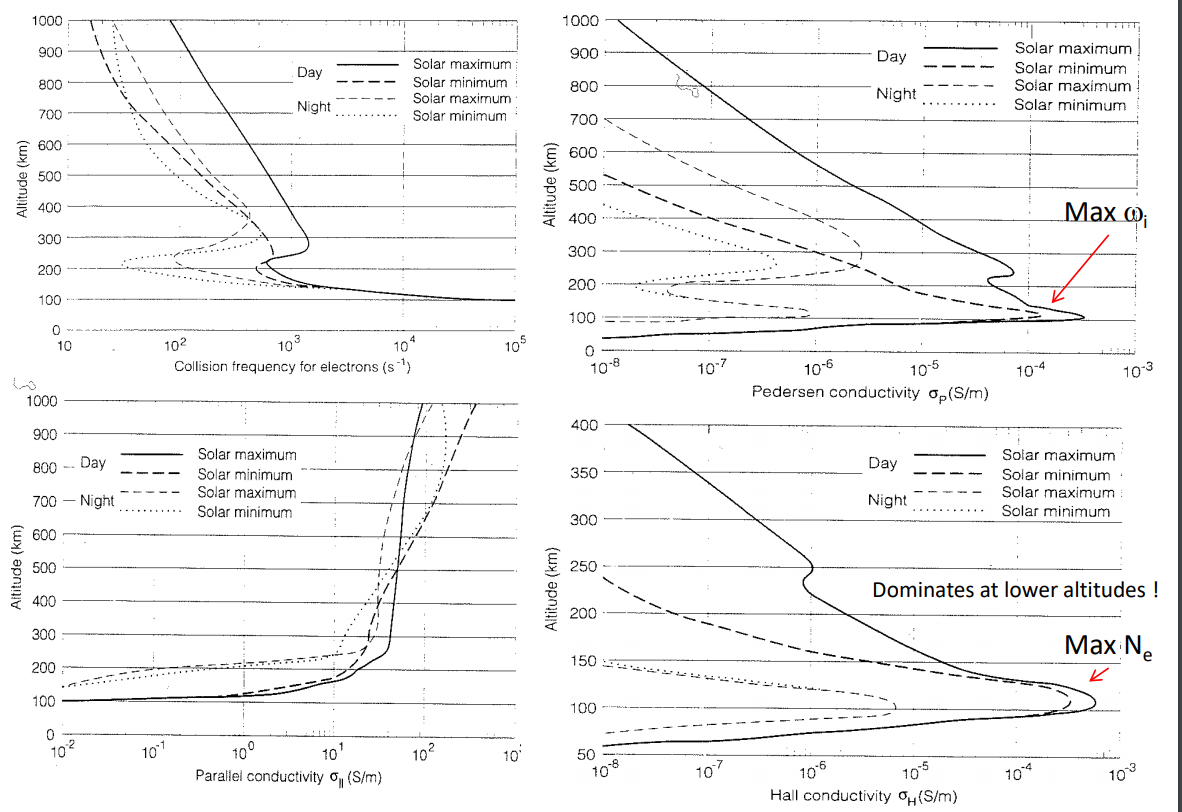 1000
900
800
700
600
500
400
300
200
100
0
Altitude (km)
Day
Solar maximum
Solar minimum
Night
Solar maximum
Solar minimum
10 10² 10³ 10⁴ 10⁵
Collision frequency for electrons (s⁻¹)
1000
900
800
700
600
500
400
300
200
100
0
Altitude (km)
Day
Solar maximum
Solar minimum
Night
Solar maximum
Solar minimum
Max ωᵢ
10⁻⁸ 10⁻⁷ 10⁻⁶ 10⁻⁵ 10⁻⁴ 10⁻³
Pedersen conductivity σₚ(S/m)
1000
900
800
700
600
500
400
300
200
100
0
Altitude (km)
Day
Solar maximum
Solar minimum
Night
Solar maximum
Solar minimum
10⁻² 10⁻¹ 10⁰ 10¹ 10²
Parallel conductivity σ|| (S/m)
400
350
300
250
200
150
100
50
Altitude (km)
Day
Solar maximum
Solar minimum
Night
Solar maximum
Solar minimum
Dominates at lower altitudes !
Max Nₑ
10⁻⁸ 10⁻⁷ 10⁻⁶ 10⁻⁵ 10⁻⁴ 10⁻³
Hall conductivity σH(S/m)